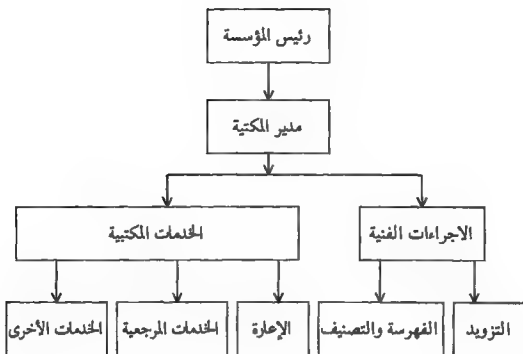 رئيس المؤسسة
مدير المكتبة
الاجراءات الفنية
الخدمات المكتبية
التزويد
الفهرسة والتصنيف
الإعارة
الخدمات المرجعية
الخدمات الأخرى